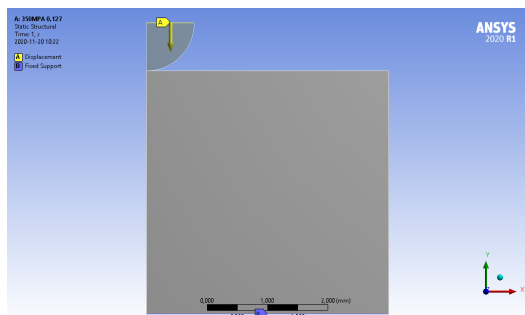 A: 350MPA 0,127
Static Structural
Time: 1, s
2020-11-20 10:22
A Displacement
B Fixed Support
A
ANSYS
2020 R1
Y
X
0,000 1,000 2,000 (mm)